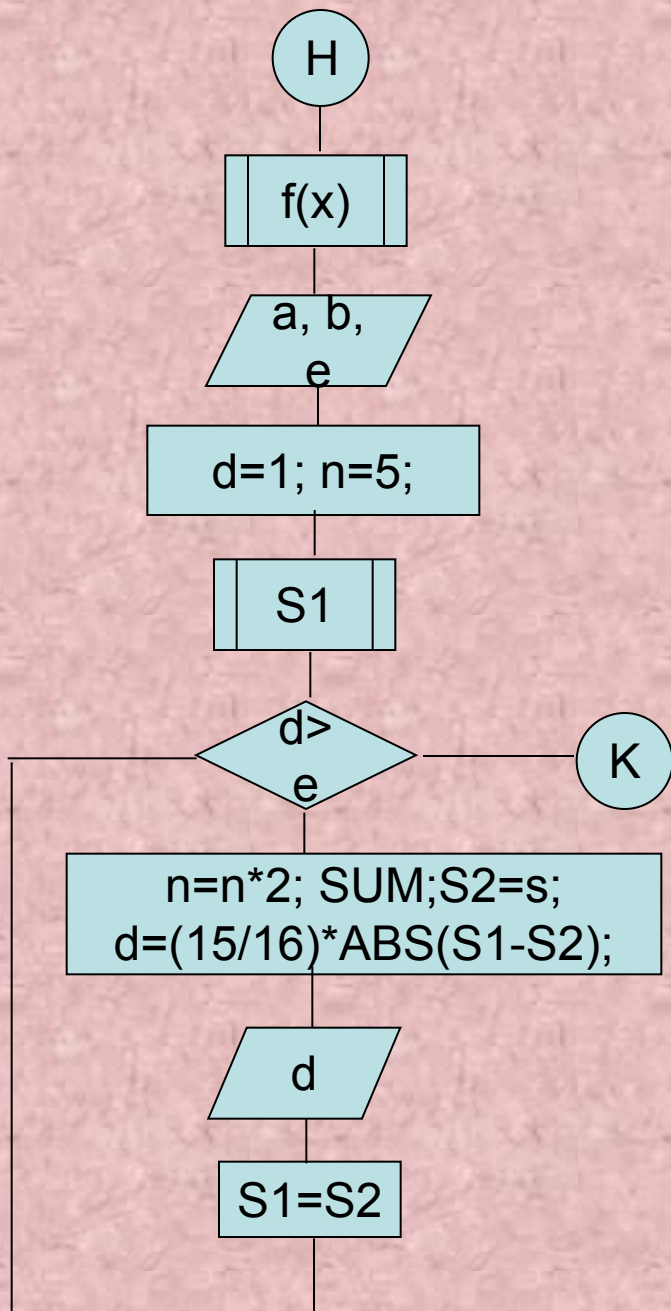 H
f(x)
a, b,
e
d=1; n=5;
S1
d>
e
K
n=n*2; SUM;S2=s;
d=(15/16)*ABS(S1-S2);
d
S1=S2